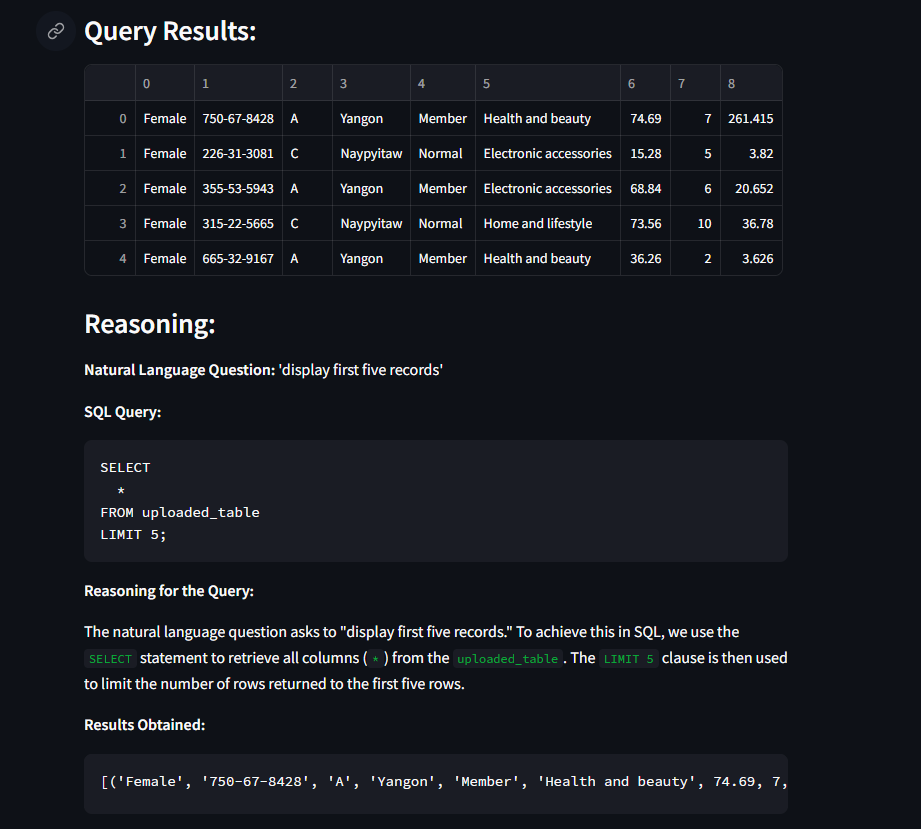 Query Results:
0 1 2 3 4 5 6 7 8
0 Female 750-67-8428 A Yangon Member Health and beauty 74.69 7 261.415
1 Female 226-31-3081 C Naypyitaw Normal Electronic accessories 15.28 5 3.82
2 Female 355-53-5943 A Yangon Member Electronic accessories 68.84 6 20.652
3 Female 315-22-5665 C Naypyitaw Normal Home and lifestyle 73.56 10 36.78
4 Female 665-32-9167 A Yangon Member Health and beauty 36.26 2 3.626
Reasoning:
Natural Language Question: 'display first five records'
SQL Query:
SELECT
  *
FROM uploaded_table
LIMIT 5;
Reasoning for the Query:
The natural language question asks to "display first five records." To achieve this in SQL, we use the
SELECT statement to retrieve all columns ( * ) from the uploaded_table . The LIMIT 5 clause is then used
to limit the number of rows returned to the first five rows.
Results Obtained:
[('Female', '750-67-8428', 'A', 'Yangon', 'Member', 'Health and beauty', 74.69, 7,